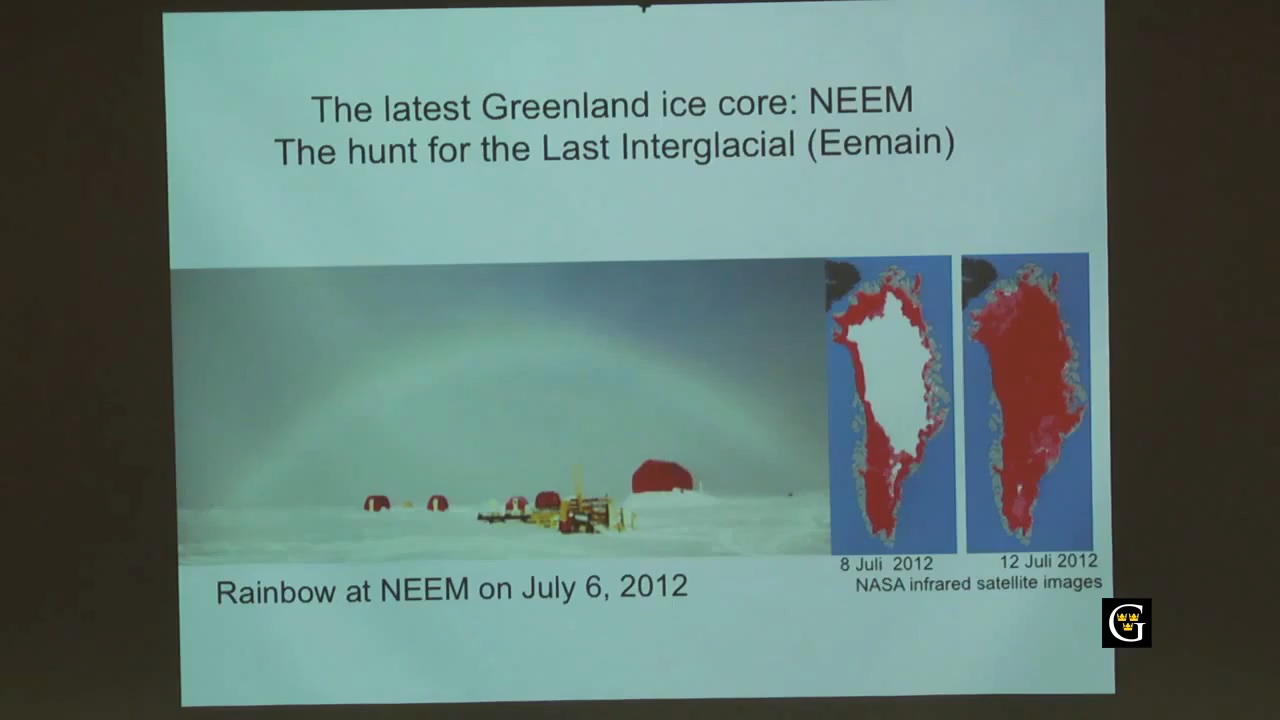 The latest Greenland ice core: NEEM
The hunt for the Last Interglacial (Eemain)
8 Juli 2012
12 Juli 2012
NASA infrared satellite images
Rainbow at NEEM on July 6, 2012
G